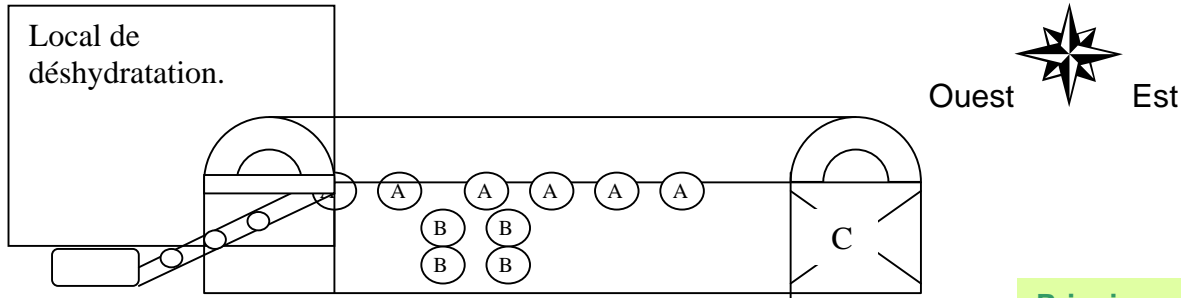 Local de
déshydratation.
Ouest Est
A A A A A
B B
B B
C